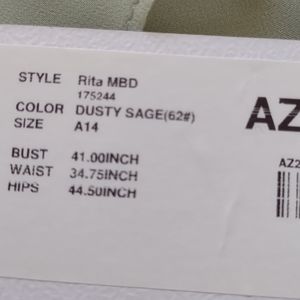 STYLE Rita MBD
175244
COLOR DUSTY SAGE(62#)
SIZE A14
BUST 41.00INCH
WAIST 34.75INCH
HIPS 44.50INCH
AZ
AZ2